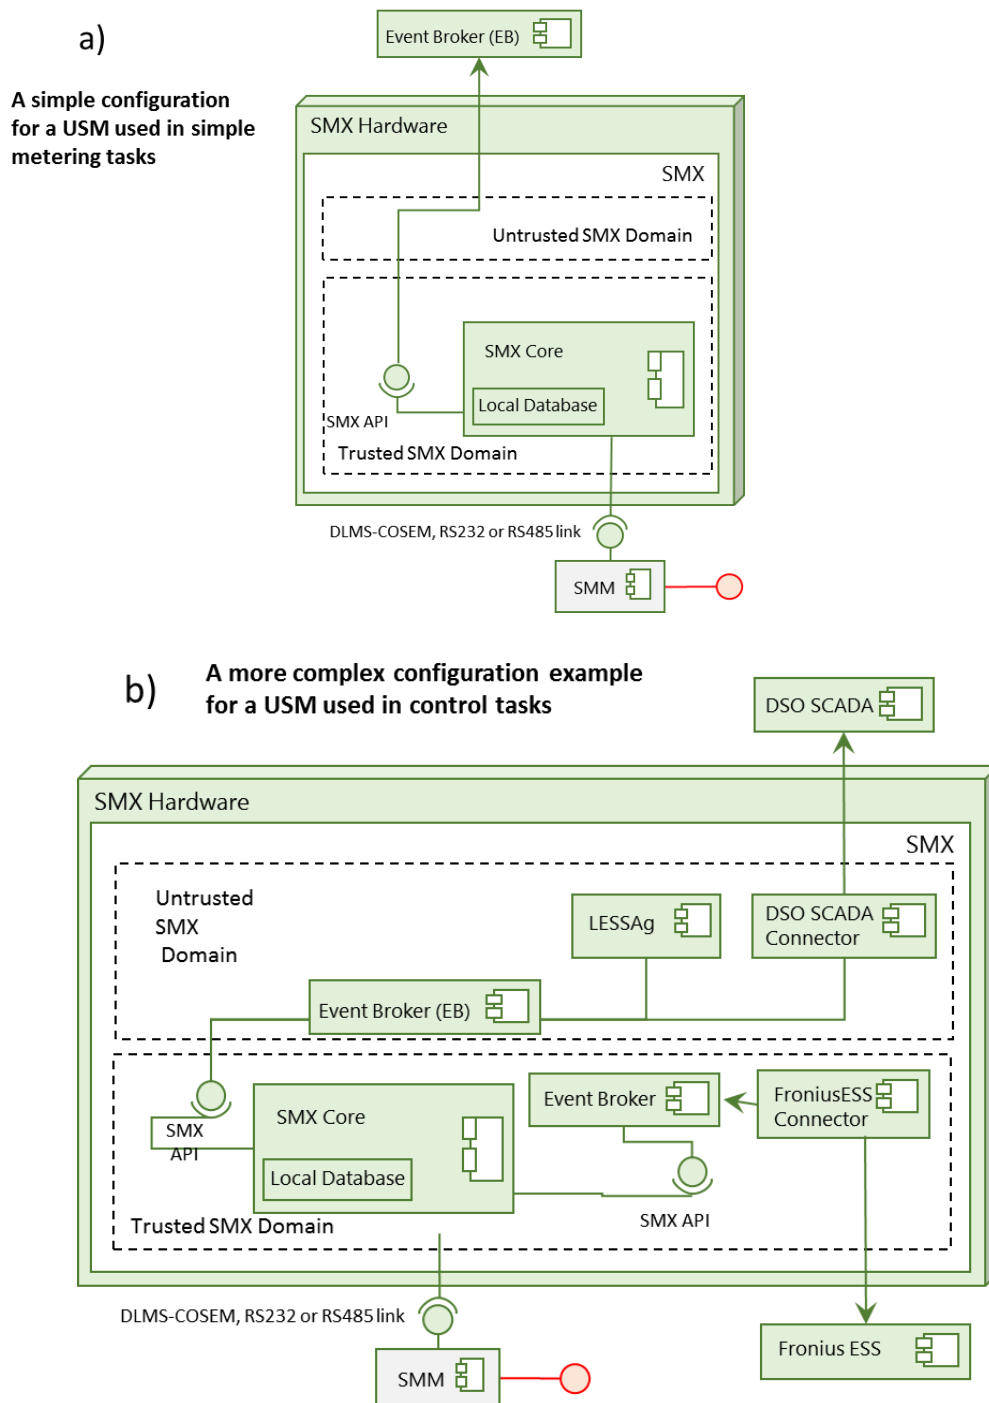 a)
Event Broker (EB)
A simple configuration
for a USM used in simple
metering tasks
SMX Hardware
SMX
Untrusted SMX Domain
SMX Core
Local Database
SMX API
Trusted SMX Domain
DLMS-COSEM, RS232 or RS485 link
SMM
b)
A more complex configuration example
for a USM used in control tasks
DSO SCADA
SMX Hardware
SMX
Untrusted
SMX
Domain
LESSAg
DSO SCADA
Connector
Event Broker (EB)
SMX Core
Event Broker
FroniusESS
Connector
SMX
API
Local Database
SMX API
Trusted SMX Domain
DLMS-COSEM, RS232 or RS485 link
Fronius ESS
SMM